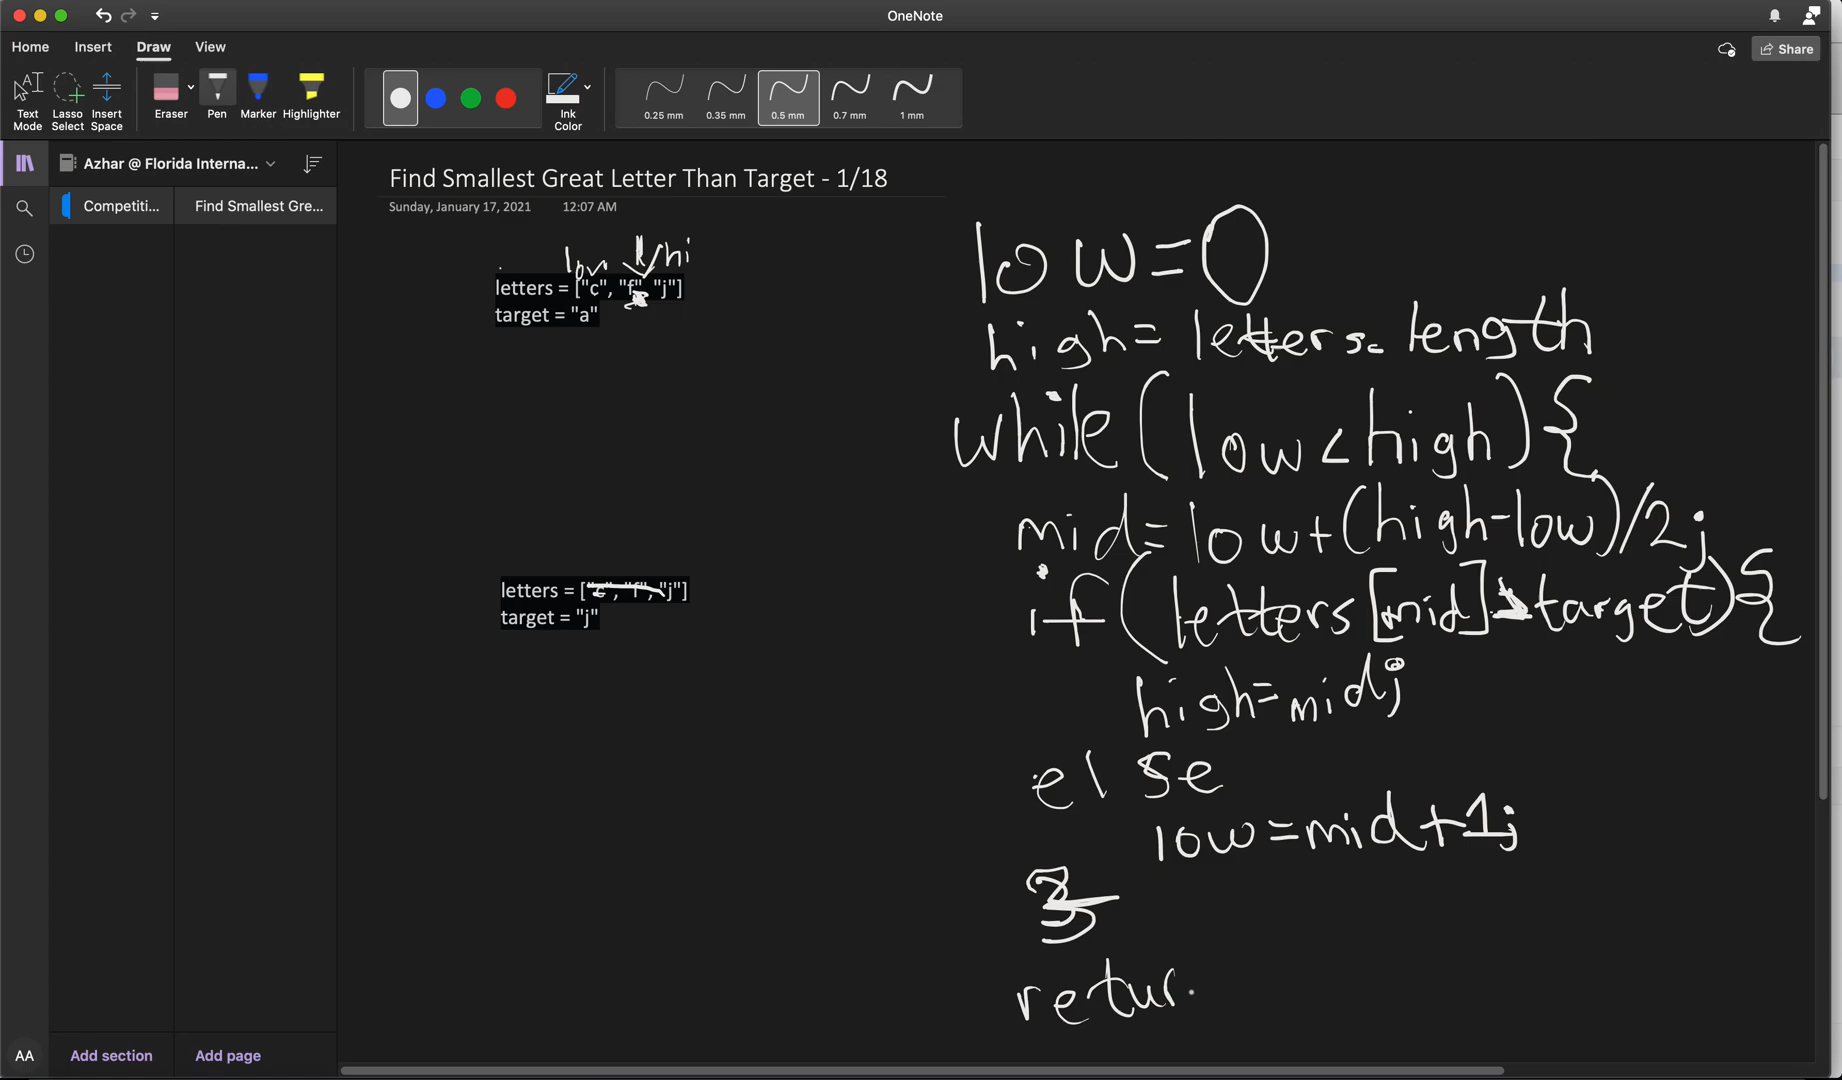 OneNote
Home Insert Draw View
Share
Text Mode
Lasso Select
Insert Space
Eraser
Pen
Marker
Highlighter
Ink Color
0.25 mm
0.35 mm
0.5 mm
0.7 mm
1 mm
Azhar @ Florida Interna...
Competiti...
Find Smallest Gre...
Find Smallest Great Letter Than Target - 1/18
Sunday, January 17, 2021 12:07 AM
low hi
letters = ["c", "f", "j"]
target = "a"
letters = ["c", "f", "j"]
target = "j"
low=0
high=letters.length
while(low<high){
mid=low+(high-low)/2;
if(letters[mid]>target){
high=mid;
else
low=mid+1;
}
retur
AA
Add section
Add page